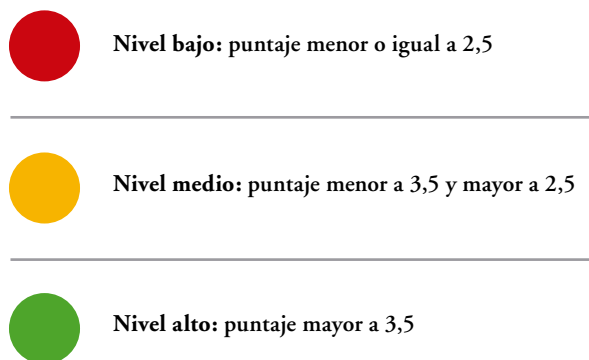 Nivel bajo: puntaje menor o igual a 2,5
Nivel medio: puntaje menor a 3,5 y mayor a 2,5
Nivel alto: puntaje mayor a 3,5